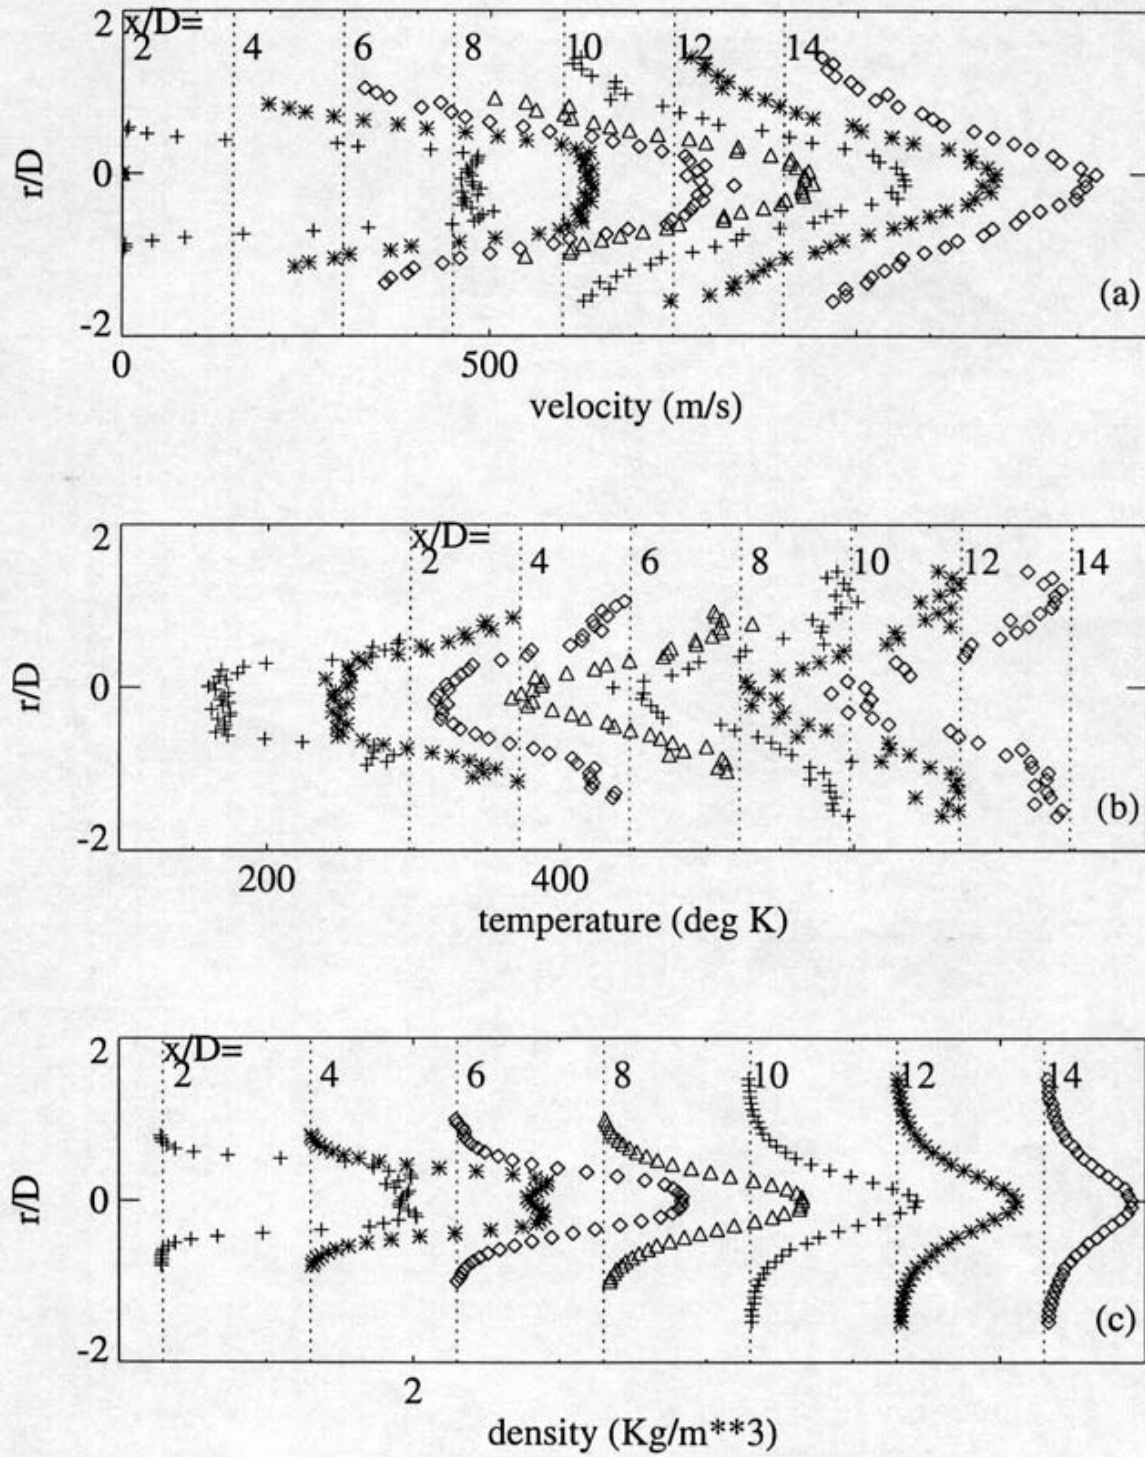 2
x/D=
2 4 6 8 10 12 14
r/D
0
(a)
-2
0 500
velocity (m/s)
2
x/D=
2 4 6 8 10 12 14
r/D
0
(b)
-2
200 400
temperature (deg K)
2
x/D=
2 4 6 8 10 12 14
r/D
0
(c)
-2
2
density (Kg/m**3)